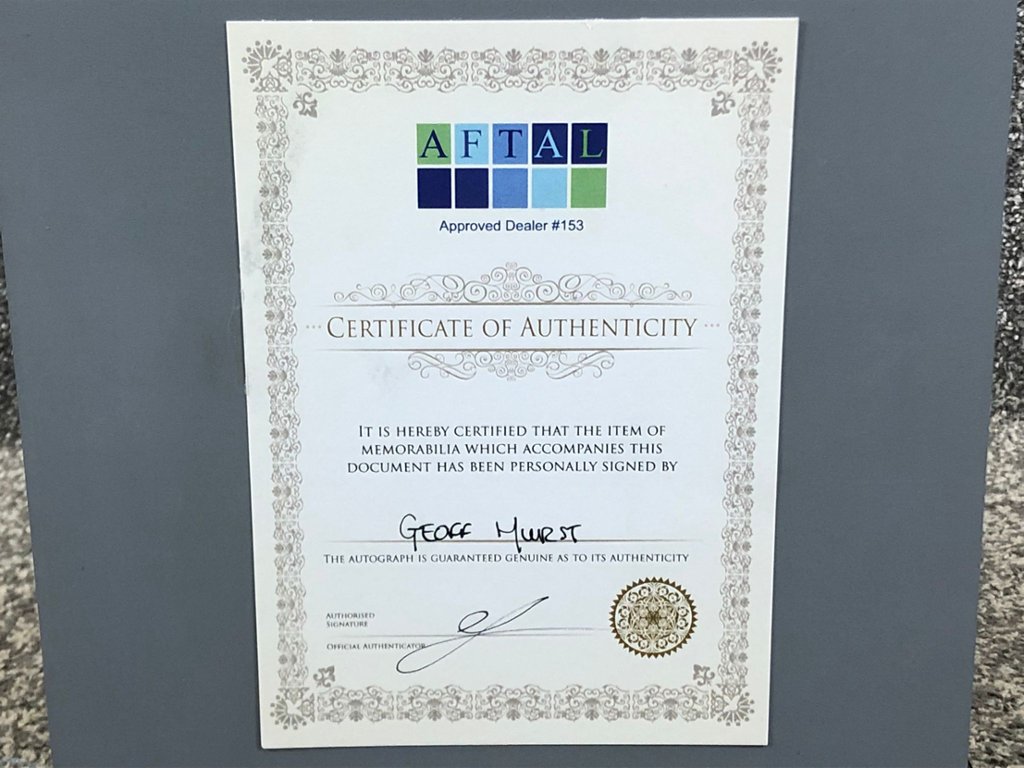 AFTAL
Approved Dealer #153
CERTIFICATE OF AUTHENTICITY
IT IS HEREBY CERTIFIED THAT THE ITEM OF
MEMORABILIA WHICH ACCOMPANIES THIS
DOCUMENT HAS BEEN PERSONALLY SIGNED BY
GEOFF
THE AUTOGRAPH IS GUARANTEED GENUINE AS TO ITS AUTHENTICITY
AUTHORISED
SIGNATURE
OFFICIAL AUTHENTICATOR